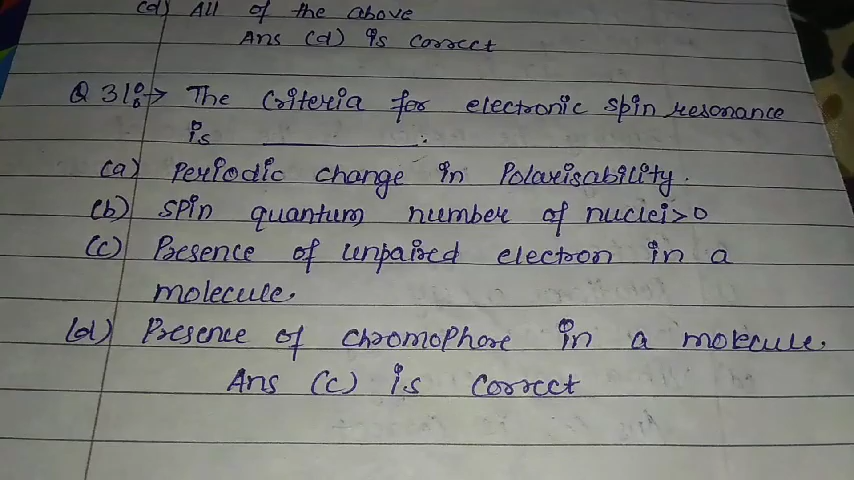 (d) All of the above
Ans (d) is correct
Q 31:→ The Criteria for electronic spin resonance
is __________.
(a) Periodic change in Polarisability.
(b) spin quantum number of nuclei>0
(c) Presence of unpaired electron in a
molecule.
(d) Presence of chromophore in a molecule.
Ans (c) is correct